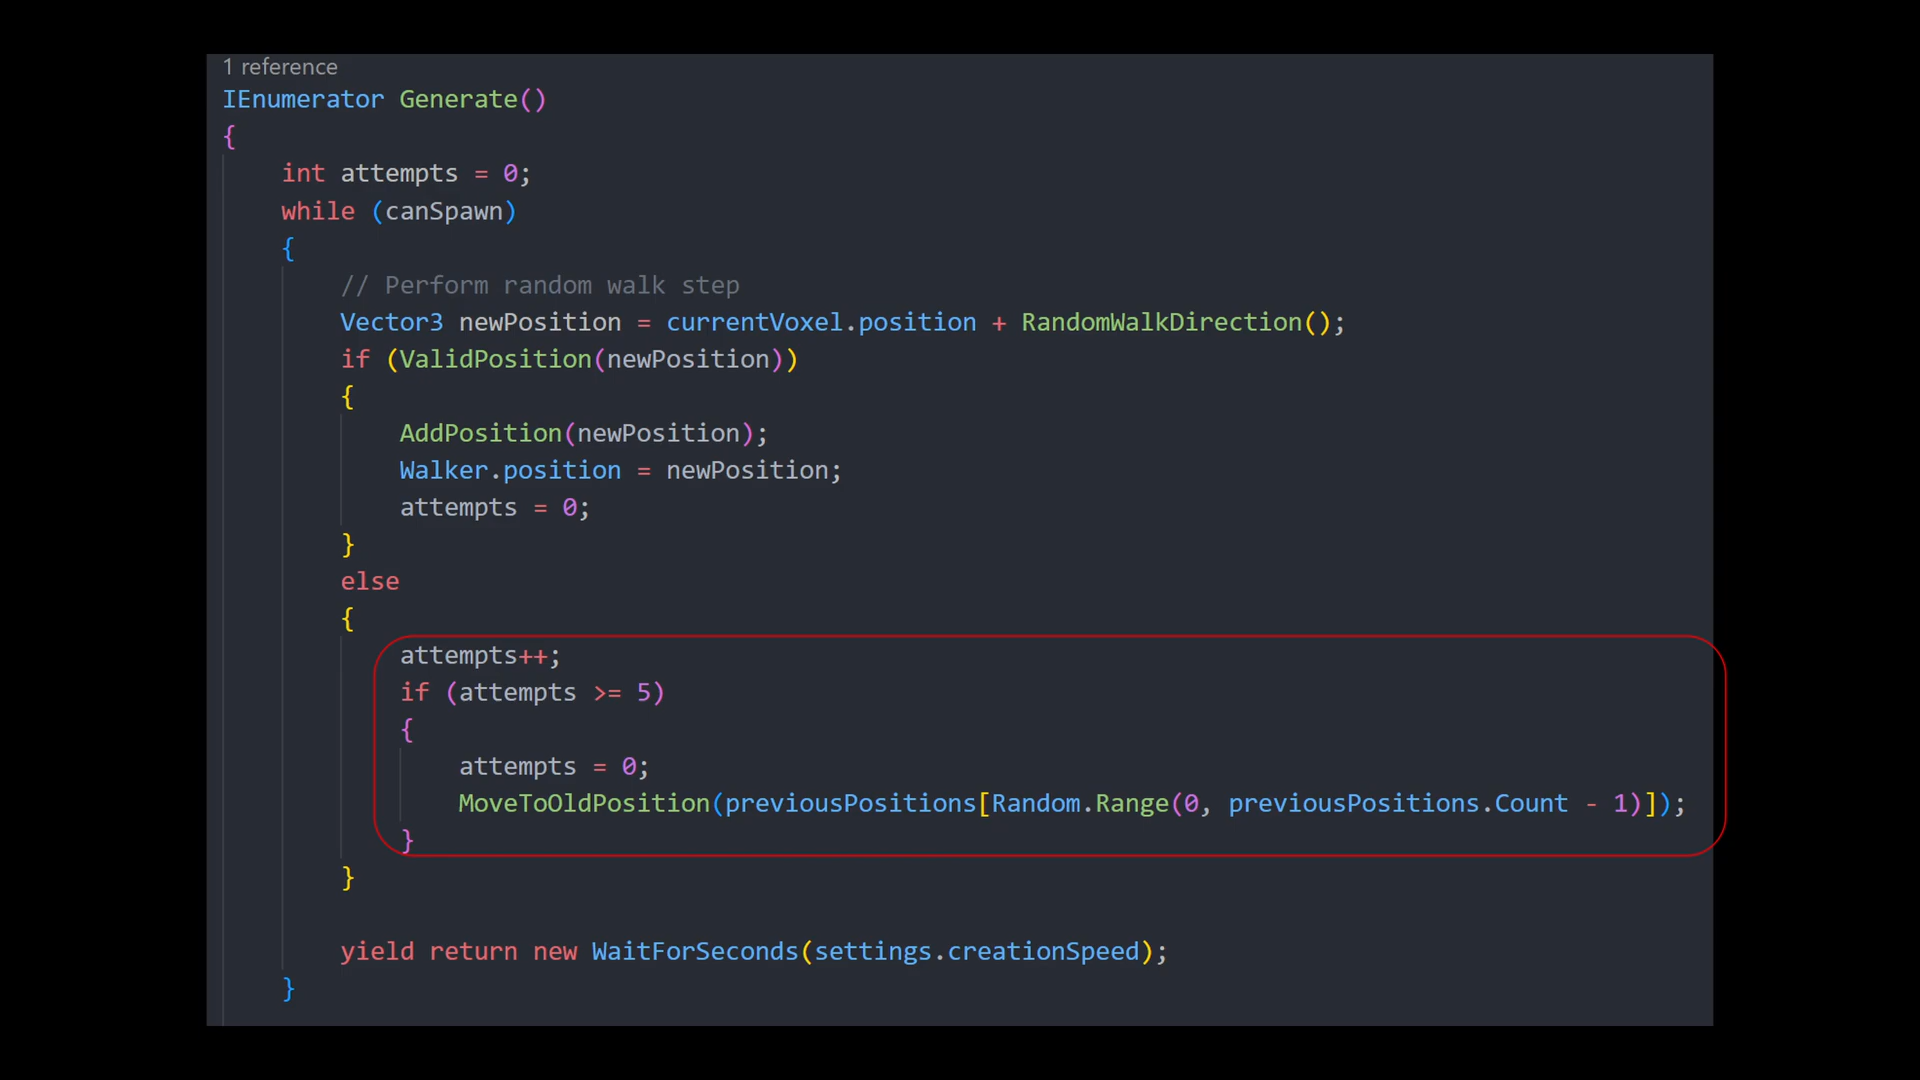 1 reference
IEnumerator Generate()
{
    int attempts = 0;
    while (canSpawn)
    {
        // Perform random walk step
        Vector3 newPosition = currentVoxel.position + RandomWalkDirection();
        if (ValidPosition(newPosition))
        {
            AddPosition(newPosition);
            Walker.position = newPosition;
            attempts = 0;
        }
        else
        {
            attempts++;
            if (attempts >= 5)
            {
                attempts = 0;
                MoveToOldPosition(previousPositions[Random.Range(0, previousPositions.Count - 1)]);
            }
        }
        yield return new WaitForSeconds(settings.creationSpeed);
    }